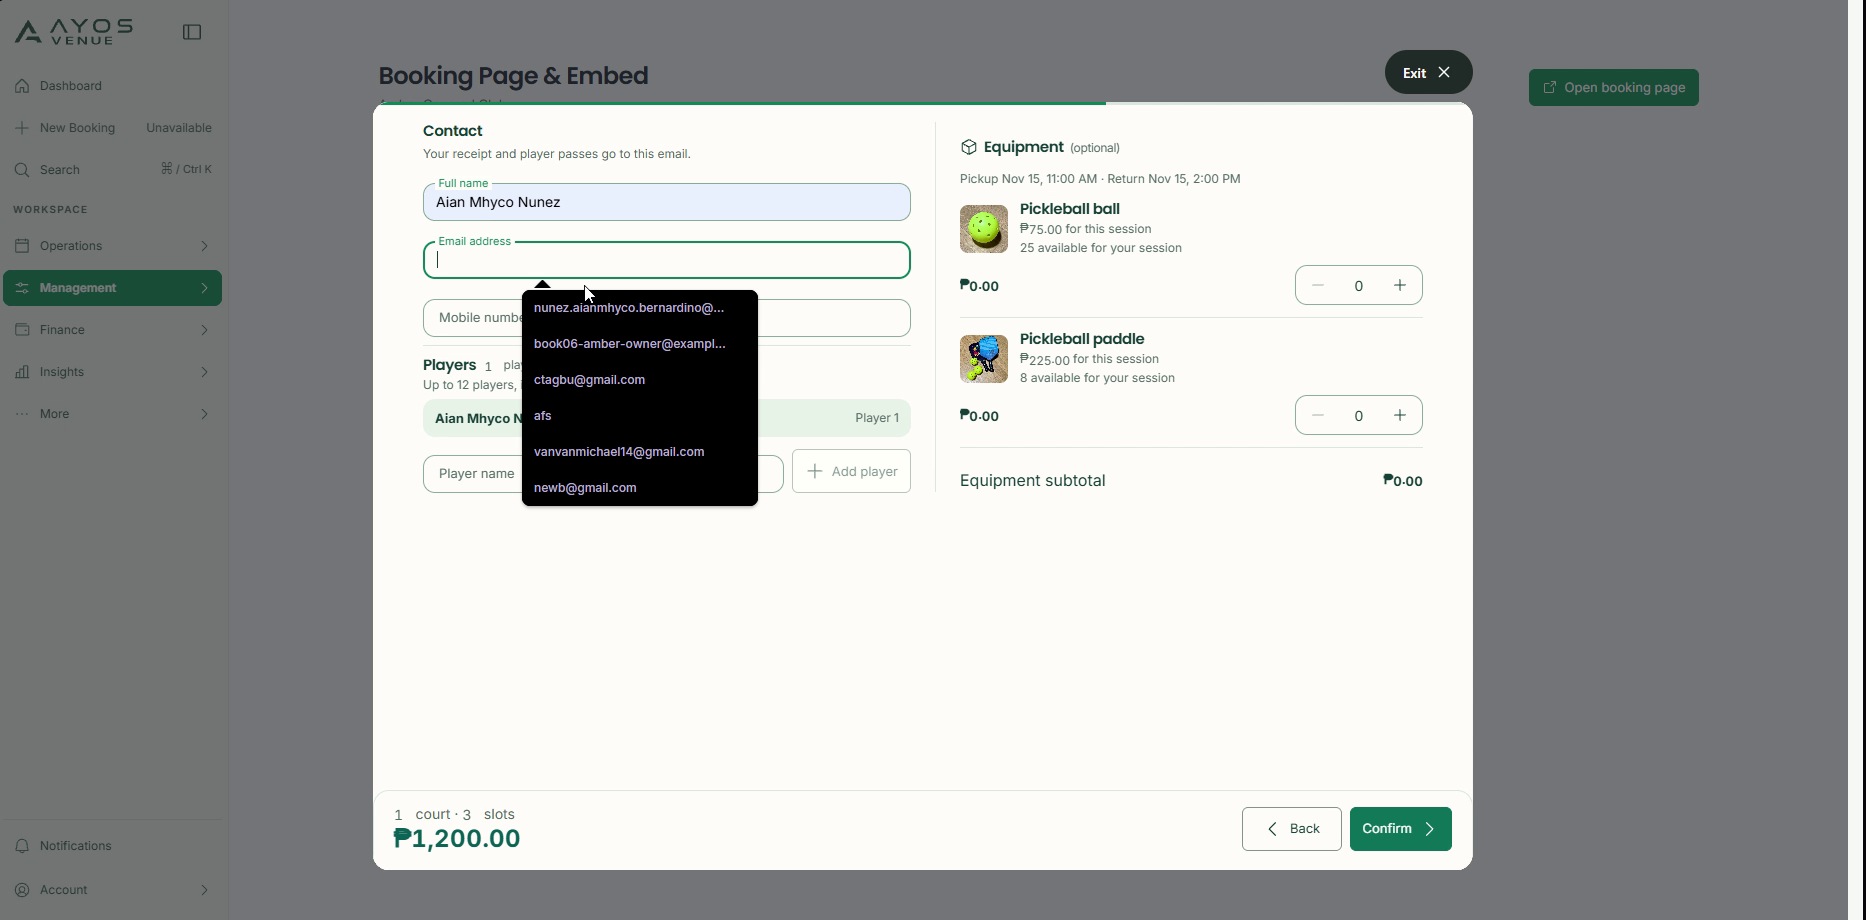 AYOS
VENUE
Dashboard
New Booking Unavailable
Search ⌘ / Ctrl K
WORKSPACE
Operations
Management
Finance
Insights
More
Notifications
Account
Booking Page & Embed
Open booking page
Exit
Contact
Your receipt and player passes go to this email.
Full name
Aian Mhyco Nunez
Email address
nunez.aianmhyco.bernardino@...
book06-amber-owner@exampl...
ctagbu@gmail.com
afs
vanvanmichael14@gmail.com
newb@gmail.com
Mobile numbe
Players 1 play
Up to 12 players,
Aian Mhyco N
Player 1
Player name
Add player
Equipment (optional)
Pickup Nov 15, 11:00 AM · Return Nov 15, 2:00 PM
Pickleball ball
₱75.00 for this session
25 available for your session
₱0.00
0
Pickleball paddle
₱225.00 for this session
8 available for your session
₱0.00
0
Equipment subtotal ₱0.00
1 court · 3 slots
₱1,200.00
Back
Confirm